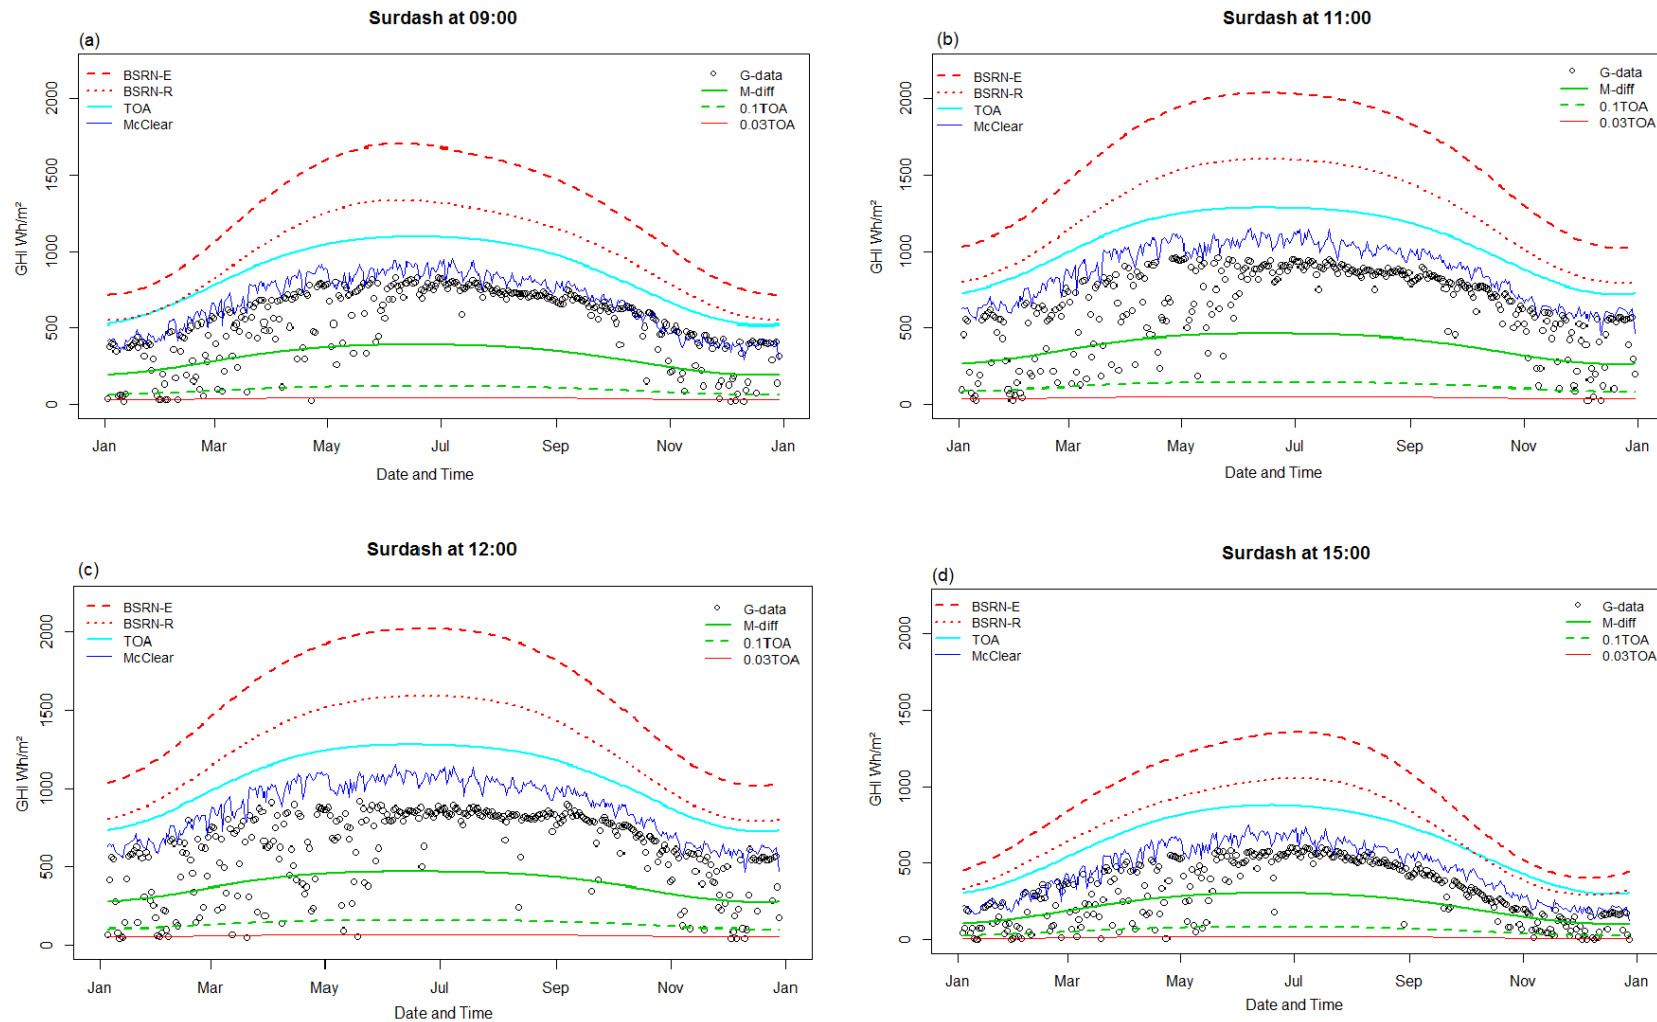 Surdash at 09:00
(a)
BSRN-E
BSRN-R
TOA
McClear
G-data
M-diff
0.1TOA
0.03TOA
GHI Wh/m²
0
500
1000
1500
2000
Jan
Mar
May
Jul
Sep
Nov
Jan
Date and Time
Surdash at 11:00
(b)
BSRN-E
BSRN-R
TOA
McClear
G-data
M-diff
0.1TOA
0.03TOA
GHI Wh/m²
0
500
1000
1500
2000
Jan
Mar
May
Jul
Sep
Nov
Jan
Date and Time
Surdash at 12:00
(c)
BSRN-E
BSRN-R
TOA
McClear
G-data
M-diff
0.1TOA
0.03TOA
GHI Wh/m²
0
500
1000
1500
2000
Jan
Mar
May
Jul
Sep
Nov
Jan
Date and Time
Surdash at 15:00
(d)
BSRN-E
BSRN-R
TOA
McClear
G-data
M-diff
0.1TOA
0.03TOA
GHI Wh/m²
0
500
1000
1500
2000
Jan
Mar
May
Jul
Sep
Nov
Jan
Date and Time